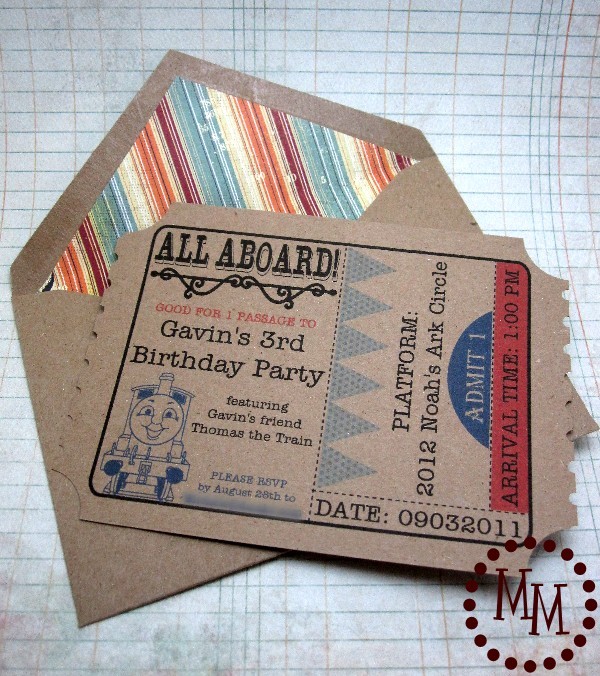 ALL ABOARD!
GOOD FOR 1 PASSAGE TO
Gavin's 3rd
Birthday Party
featuring
Gavin's friend
Thomas the Train
PLEASE RSVP
by August 28th to
PLATFORM:
2012 Noah's Ark Circle
ADMIT 1
ARRIVAL TIME: 1:00 PM
DATE: 09032011
MM